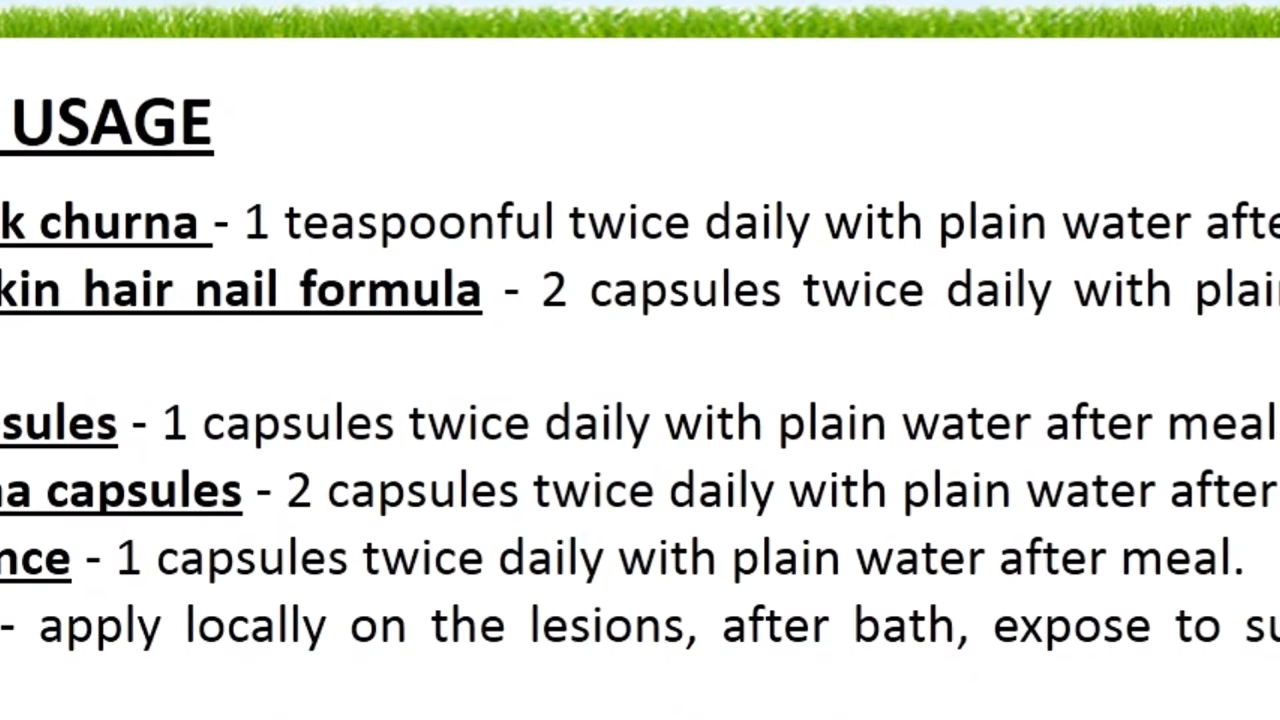 USAGE
k churna - 1 teaspoonful twice daily with plain water afte
kin hair nail formula - 2 capsules twice daily with plai
sules - 1 capsules twice daily with plain water after meal
na capsules - 2 capsules twice daily with plain water after
nce - 1 capsules twice daily with plain water after meal.
- apply locally on the lesions, after bath, expose to su